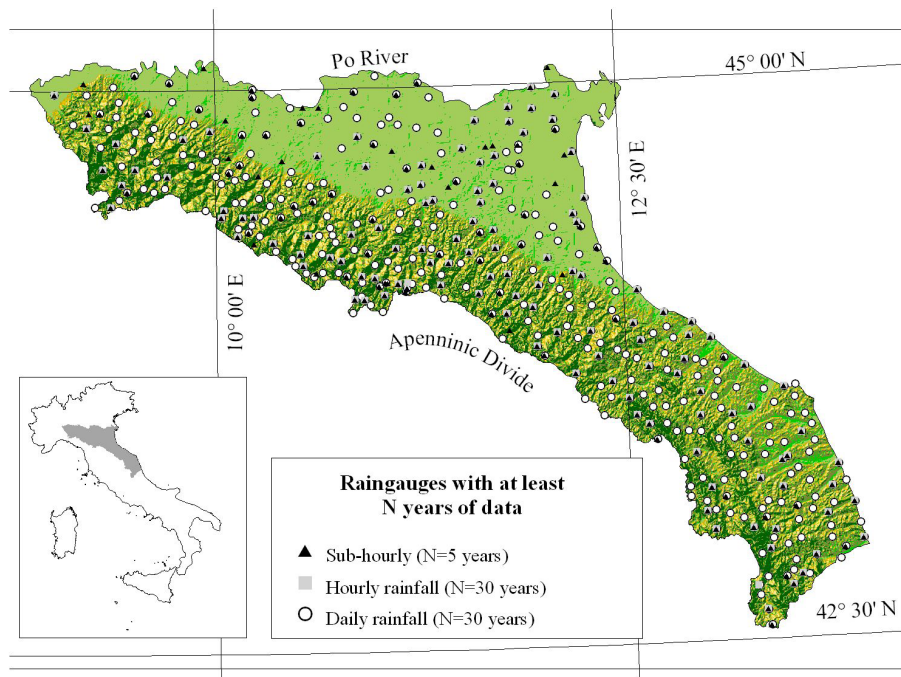 Po River
45° 00' N
12° 30' E
10° 00' E
Apenninic Divide
Raingauges with at least
N years of data
Sub-hourly (N=5 years)
Hourly rainfall (N=30 years)
Daily rainfall (N=30 years)
42° 30' N